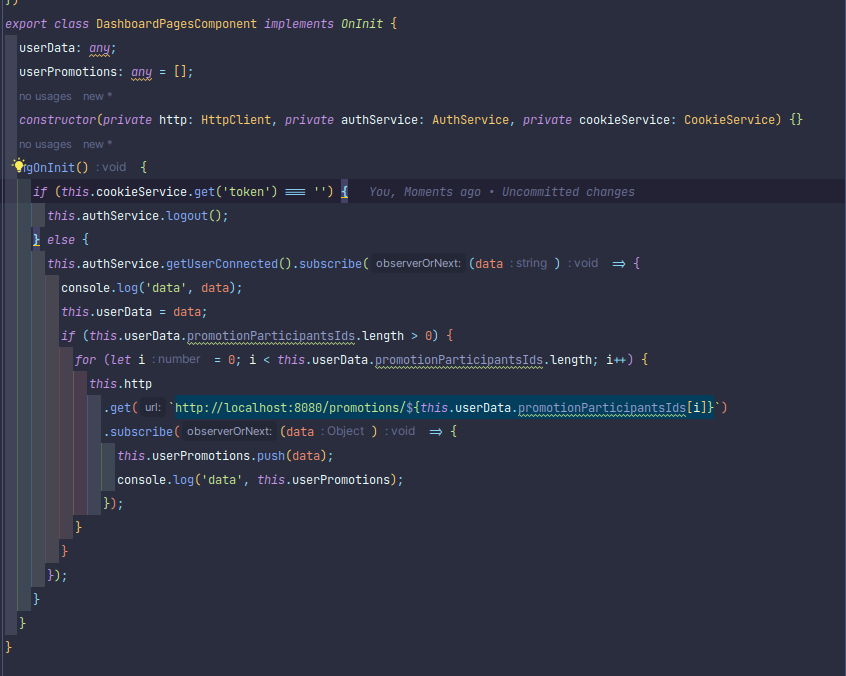 })
export class DashboardPagesComponent implements OnInit {
userData: any;
userPromotions: any = [];
no usages new *
constructor(private http: HttpClient, private authService: AuthService, private cookieService: CookieService) {}
no usages new *
ngOnInit() : void {
if (this.cookieService.get('token') === '') { You, Moments ago • Uncommitted changes
this.authService.logout();
} else {
this.authService.getUserConnected().subscribe( observerOrNext: (data : string ) : void => {
console.log('data', data);
this.userData = data;
if (this.userData.promotionParticipantsIds.length > 0) {
for (let i : number = 0; i < this.userData.promotionParticipantsIds.length; i++) {
this.http
.get( url: `http://localhost:8080/promotions/${this.userData.promotionParticipantsIds[i]}`)
.subscribe( observerOrNext: (data : Object ) : void => {
this.userPromotions.push(data);
console.log('data', this.userPromotions);
});
}
}
});
}
}
}